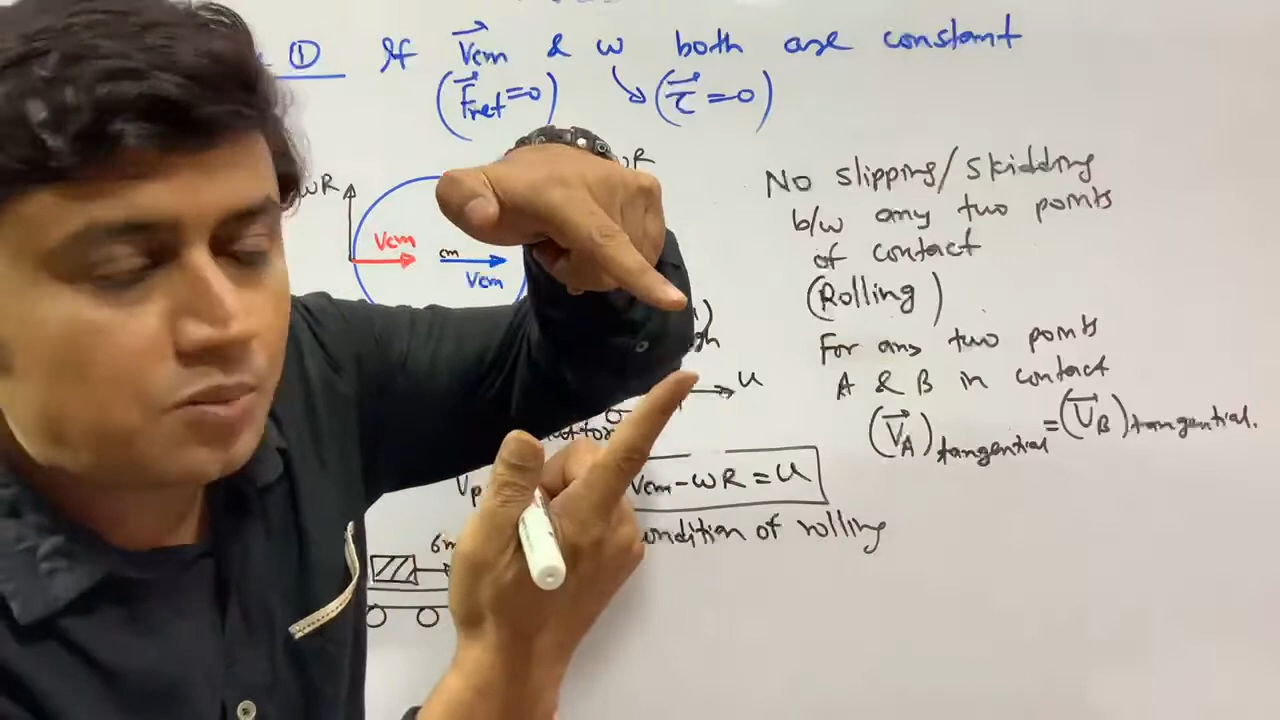 ① If Vcm & ω both are constant
(Fnet=0) (τ=0)
ωR
ωR
Vcm
cm
Vcm
u
Vcm-ωR=u
condition of rolling
No slipping/skidding
b/w any two points
of contact
(Rolling)
For any two points
A & B in contact
(VA)tangential=(VB)tangential.